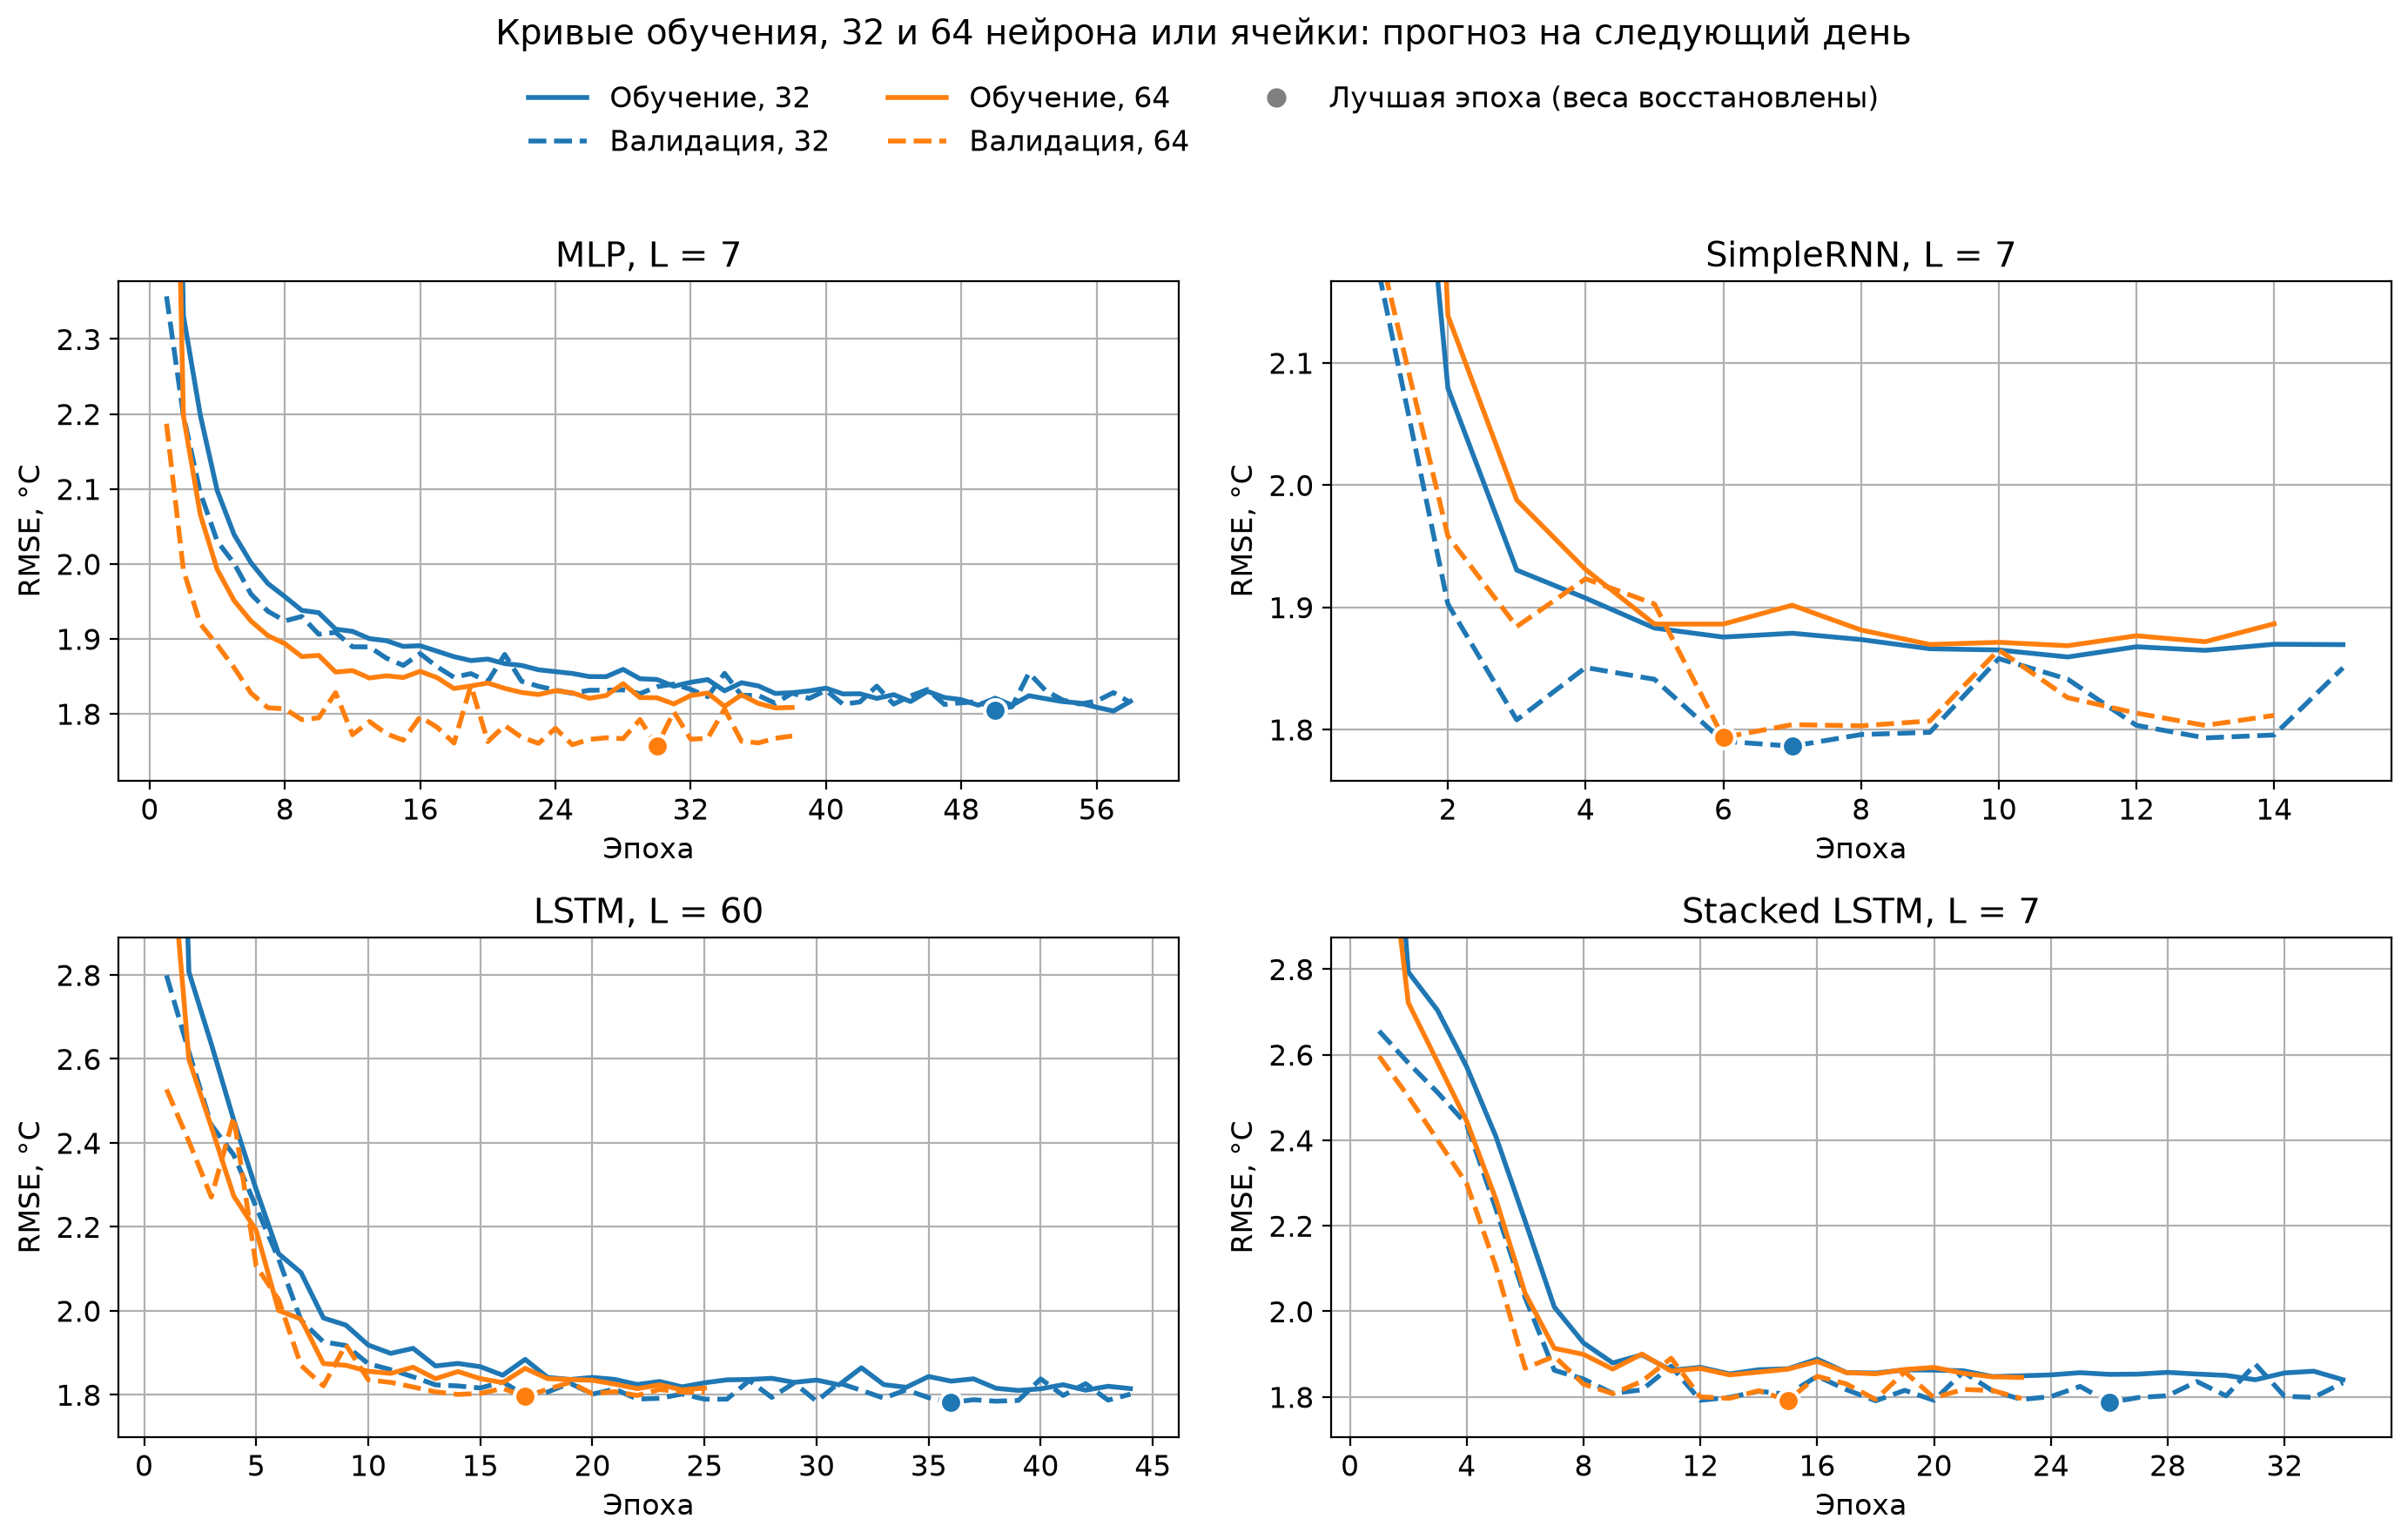 Кривые обучения, 32 и 64 нейрона или ячейки: прогноз на следующий день
Обучение, 32
Валидация, 32
Обучение, 64
Валидация, 64
Лучшая эпоха (веса восстановлены)
MLP, L = 7
RMSE, °C
2.3
2.2
2.1
2.0
1.9
1.8
0 8 16 24 32 40 48 56
Эпоха
SimpleRNN, L = 7
RMSE, °C
2.1
2.0
1.9
1.8
2 4 6 8 10 12 14
Эпоха
LSTM, L = 60
RMSE, °C
2.8
2.6
2.4
2.2
2.0
1.8
0 5 10 15 20 25 30 35 40 45
Эпоха
Stacked LSTM, L = 7
RMSE, °C
2.8
2.6
2.4
2.2
2.0
1.8
0 4 8 12 16 20 24 28 32
Эпоха